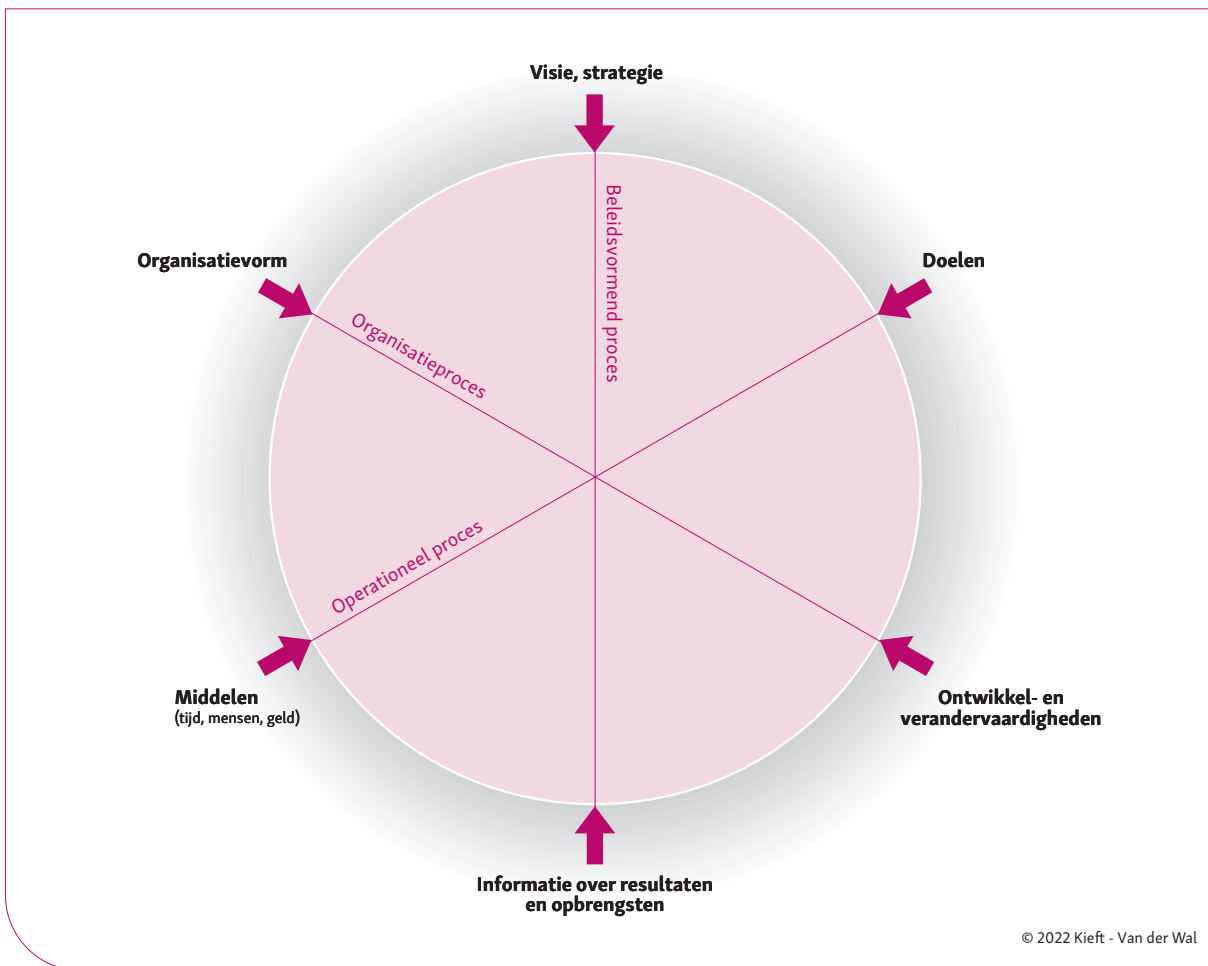 Visie, strategie
Beleidsvormend proces
Organisatievorm
Doelen
Organisatieproces
Operationeel proces
Middelen
(tijd, mensen, geld)
Ontwikkel- en
verandervaardigheden
Informatie over resultaten
en opbrengsten
© 2022 Kieft - Van der Wal